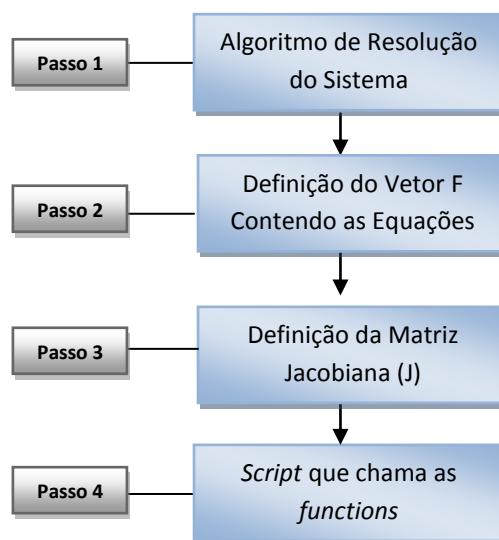 Passo 1
Algoritmo de Resolução
do Sistema
Passo 2
Definição do Vetor F
Contendo as Equações
Passo 3
Definição da Matriz
Jacobiana (J)
Passo 4
Script que chama as
functions